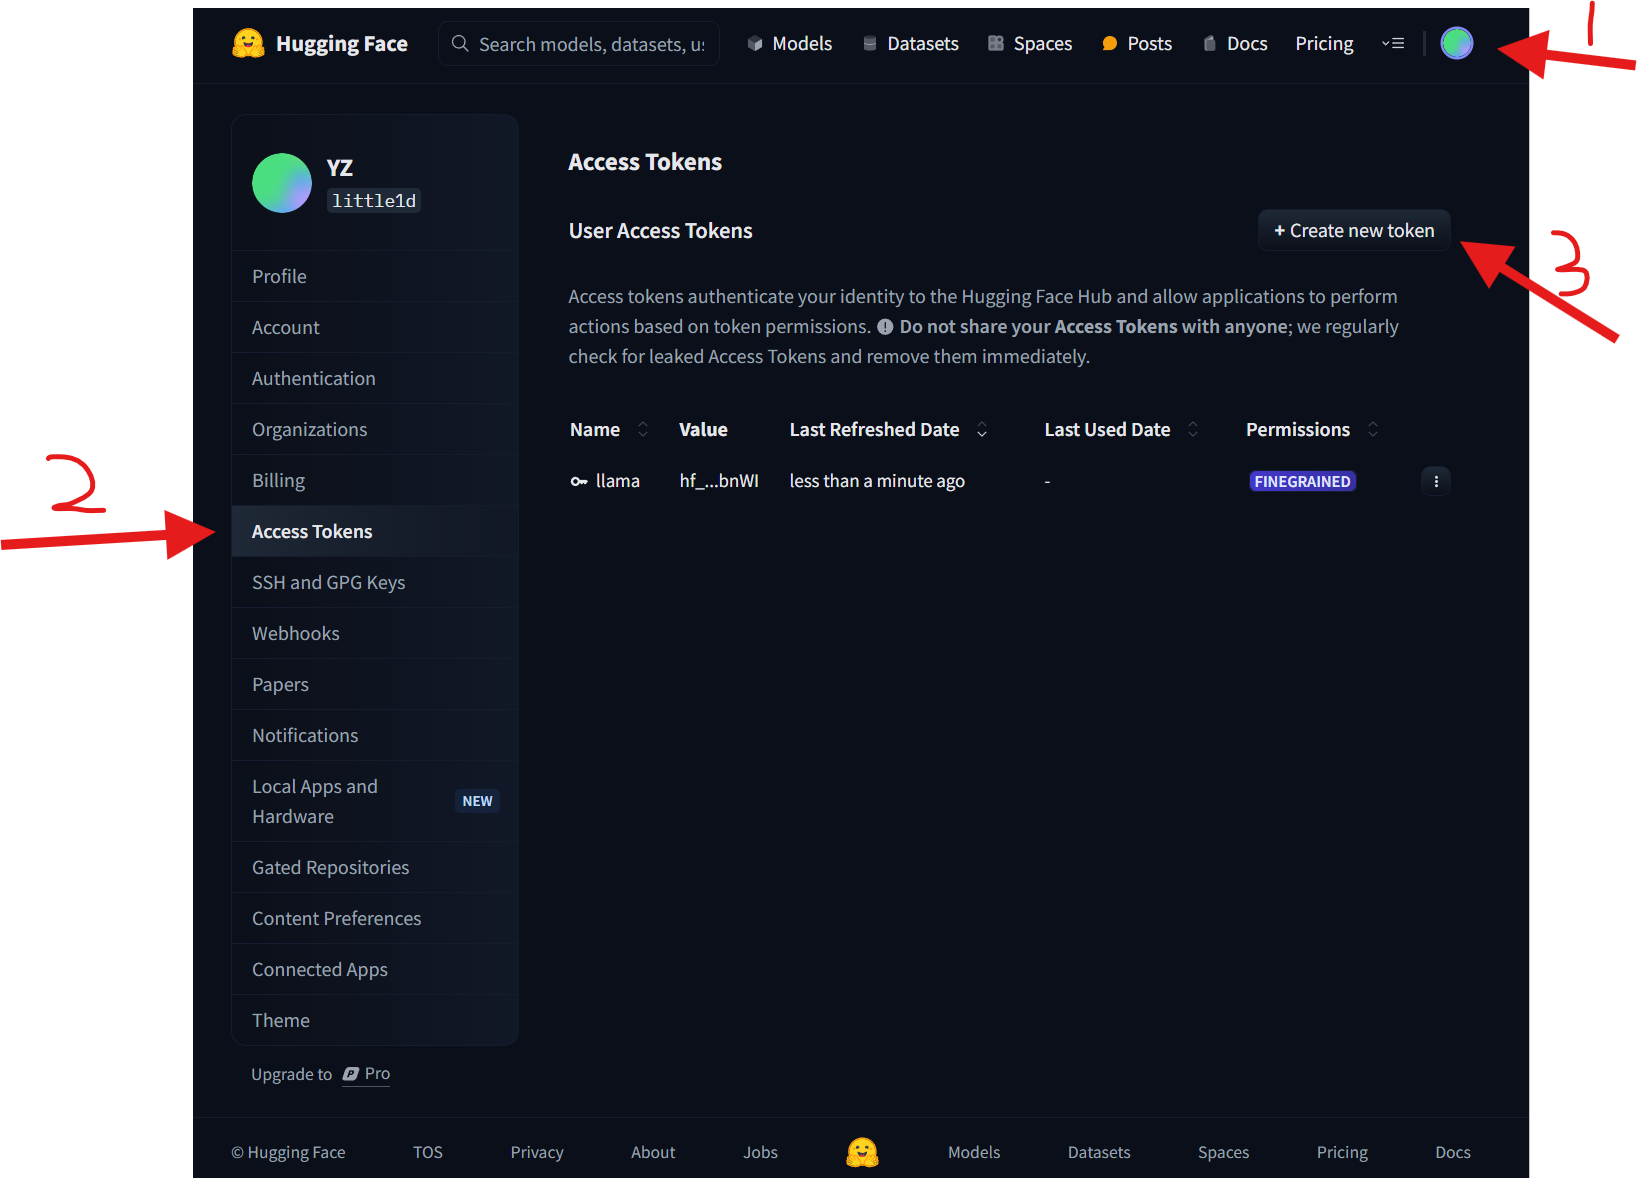 Hugging Face
Search models, datasets, us
Models
Datasets
Spaces
Posts
Docs
Pricing
1
YZ
little1d
Profile
Account
Authentication
Organizations
Billing
2
Access Tokens
SSH and GPG Keys
Webhooks
Papers
Notifications
Local Apps and
Hardware
NEW
Gated Repositories
Content Preferences
Connected Apps
Theme
Upgrade to Pro
Access Tokens
User Access Tokens
+ Create new token
3
Access tokens authenticate your identity to the Hugging Face Hub and allow applications to perform
actions based on token permissions. ! Do not share your Access Tokens with anyone; we regularly
check for leaked Access Tokens and remove them immediately.
Name Value Last Refreshed Date Last Used Date Permissions
llama hf_...bnWI less than a minute ago - FINEGRAINED
© Hugging Face TOS Privacy About Jobs Models Datasets Spaces Pricing Docs